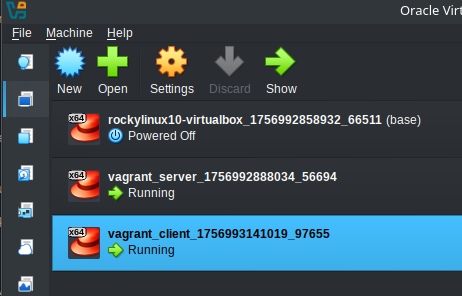 Oracle Virt
File Machine Help
New Open Settings Discard Show
x64 rockylinux10-virtualbox_1756992858932_66511 (base)
Powered Off
x64 vagrant_server_1756992888034_56694
Running
x64 vagrant_client_1756993141019_97655
Running